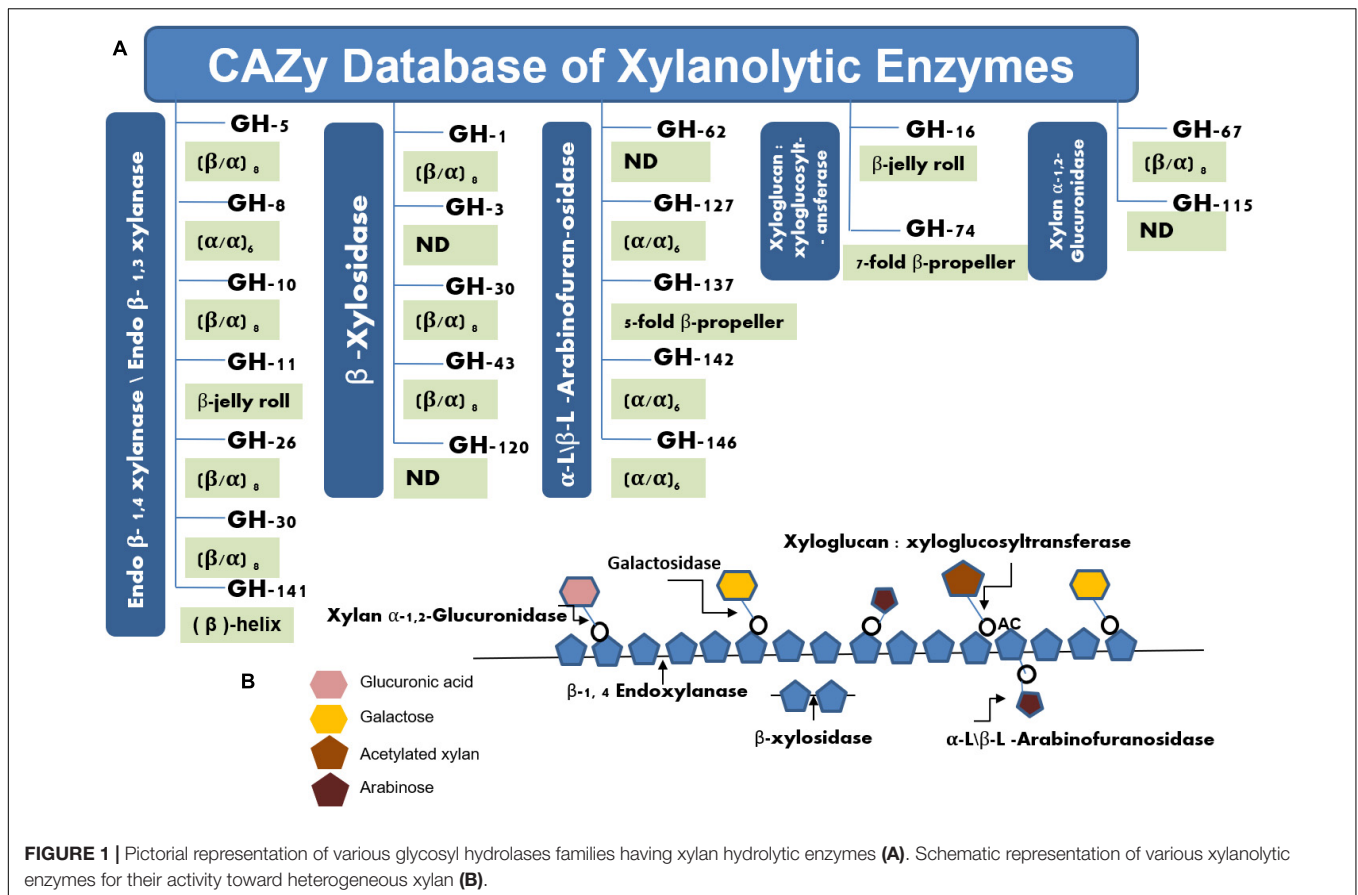 A
CAZy Database of Xylanolytic Enzymes
Endo β- 1,4 xylanase \ Endo β- 1,3 xylanase
GH-5
(β/α) 8
GH-8
(α/α)6
GH-10
(β/α) 8
GH-11
β-jelly roll
GH-26
(β/α) 8
GH-30
(β/α) 8
GH-141
( β )-helix
β -Xylosidase
GH-1
(β/α) 8
GH-3
ND
GH-30
(β/α) 8
GH-43
(β/α) 8
GH-120
ND
α-L\β-L -Arabinofuran-osidase
GH-62
ND
GH-127
(α/α)6
GH-137
5-fold β-propeller
GH-142
(α/α)6
GH-146
(α/α)6
Xyloglucan :
xyloglucosylt-
- ansferase
GH-16
β-jelly roll
GH-74
7-fold β-propeller
Xylan α-1,2-
Glucuronidase
GH-67
(β/α) 8
GH-115
ND
B
Xyloglucan : xyloglucosyltransferase
Galactosidase
Xylan α-1,2-Glucuronidase
AC
β-1, 4 Endoxylanase
β-xylosidase
α-L\β-L -Arabinofuranosidase
Glucuronic acid
Galactose
Acetylated xylan
Arabinose
FIGURE 1 | Pictorial representation of various glycosyl hydrolases families having xylan hydrolytic enzymes (A). Schematic representation of various xylanolytic
enzymes for their activity toward heterogeneous xylan (B).